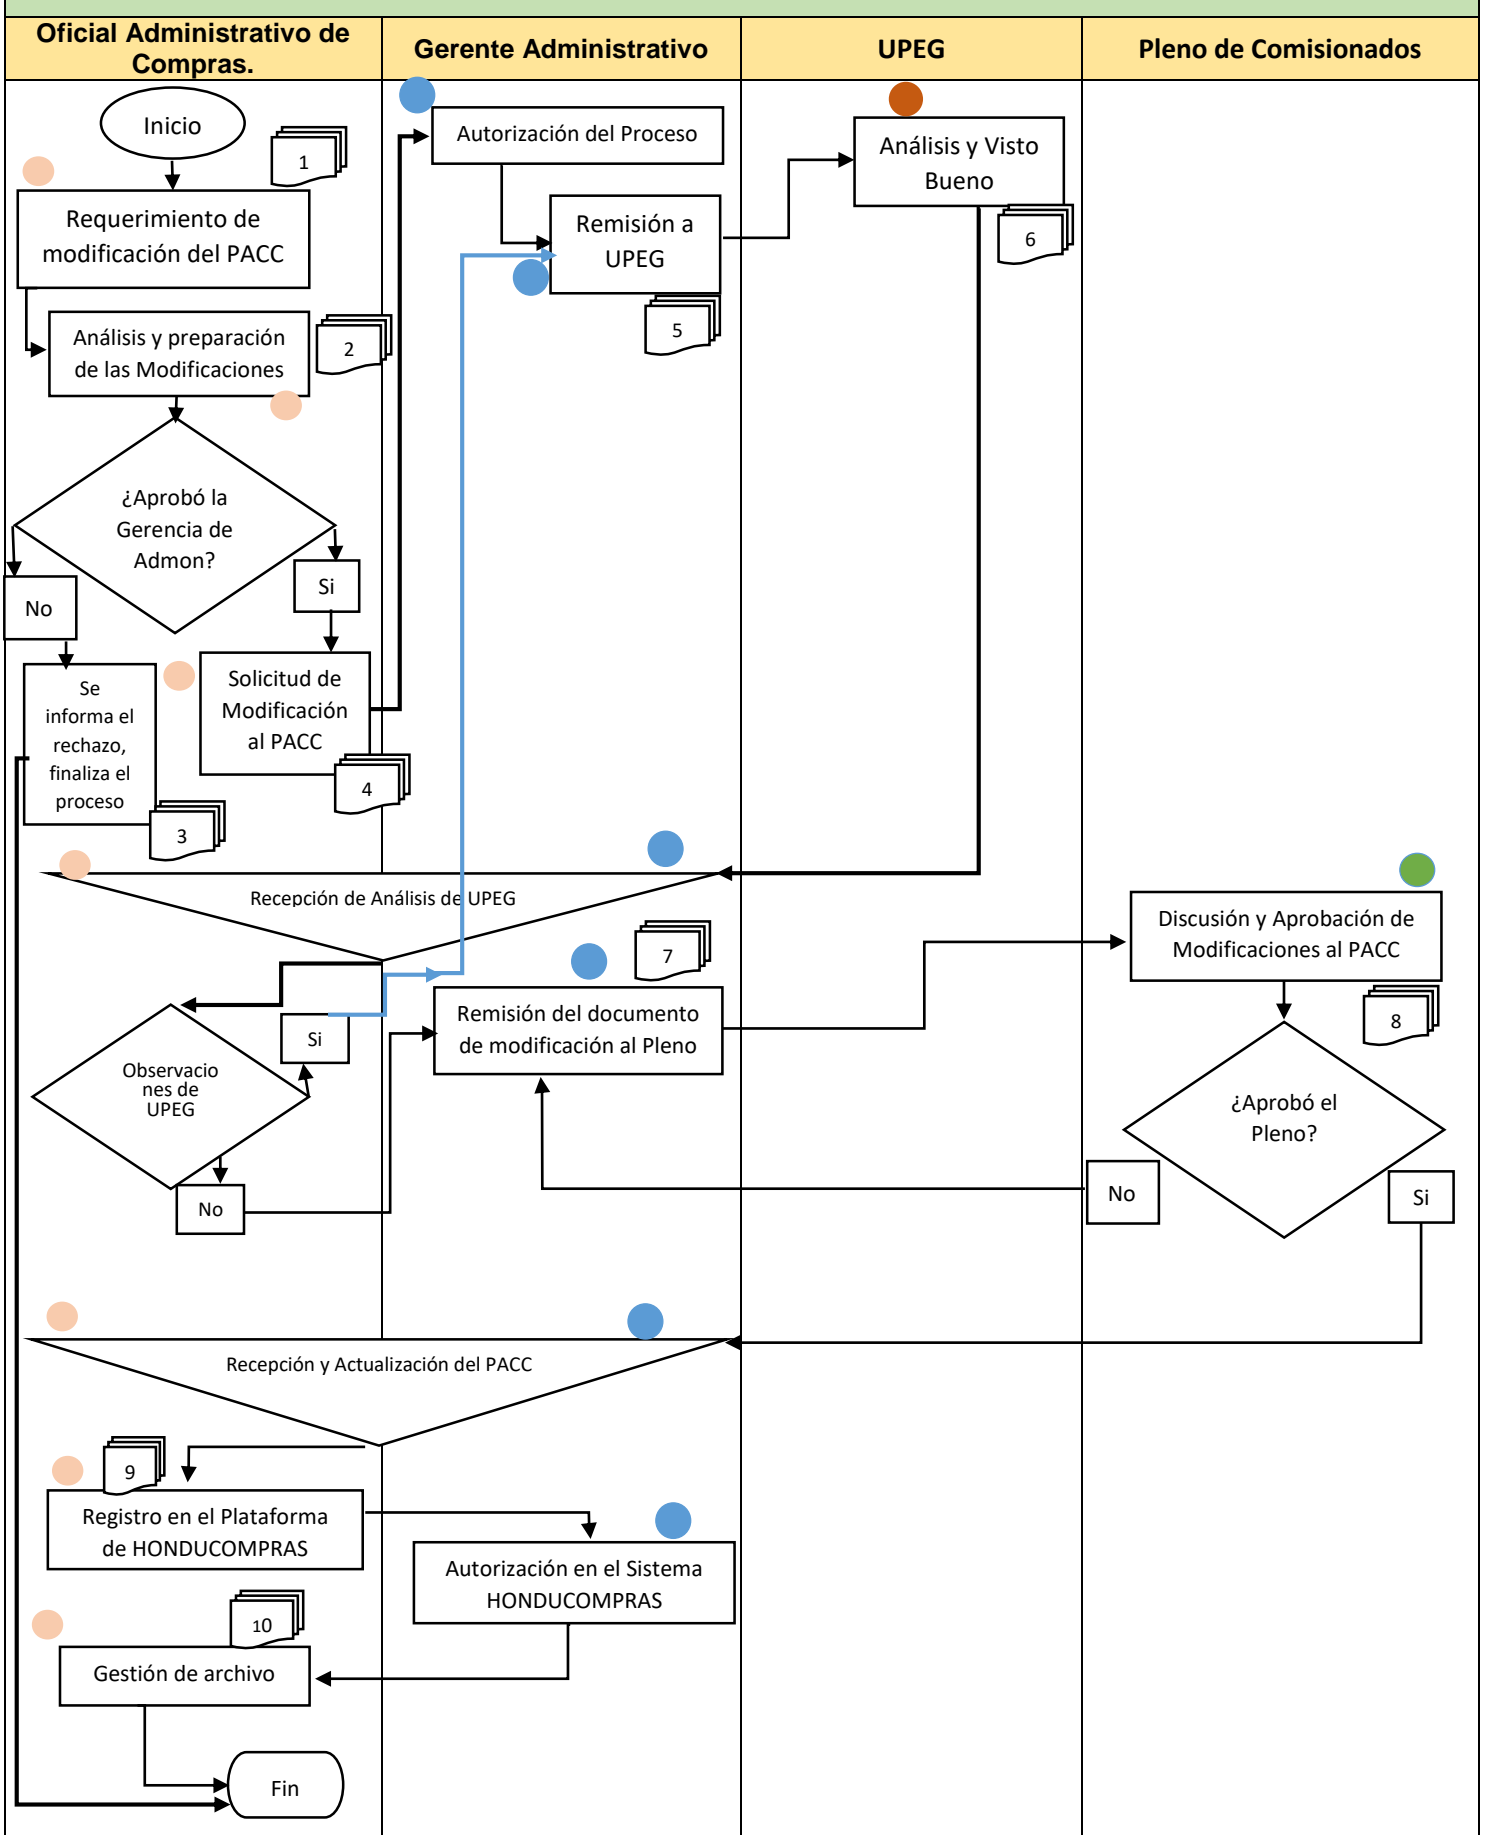 Oficial Administrativo de
Compras.
Gerente Administrativo
UPEG
Pleno de Comisionados
Inicio
1
Requerimiento de
modificación del PACC
Análisis y preparación
de las Modificaciones
2
¿Aprobó la
Gerencia de
Admon?
No
Si
Se
informa el
rechazo,
finaliza el
proceso
3
Solicitud de
Modificación
al PACC
4
Autorización del Proceso
Remisión a
UPEG
5
Análisis y Visto
Bueno
6
Recepción de Análisis de UPEG
Observacio
nes de
UPEG
Si
No
7
Remisión del documento
de modificación al Pleno
Discusión y Aprobación de
Modificaciones al PACC
8
¿Aprobó el
Pleno?
No
Si
Recepción y Actualización del PACC
9
Registro en el Plataforma
de HONDUCOMPRAS
Autorización en el Sistema
HONDUCOMPRAS
10
Gestión de archivo
Fin